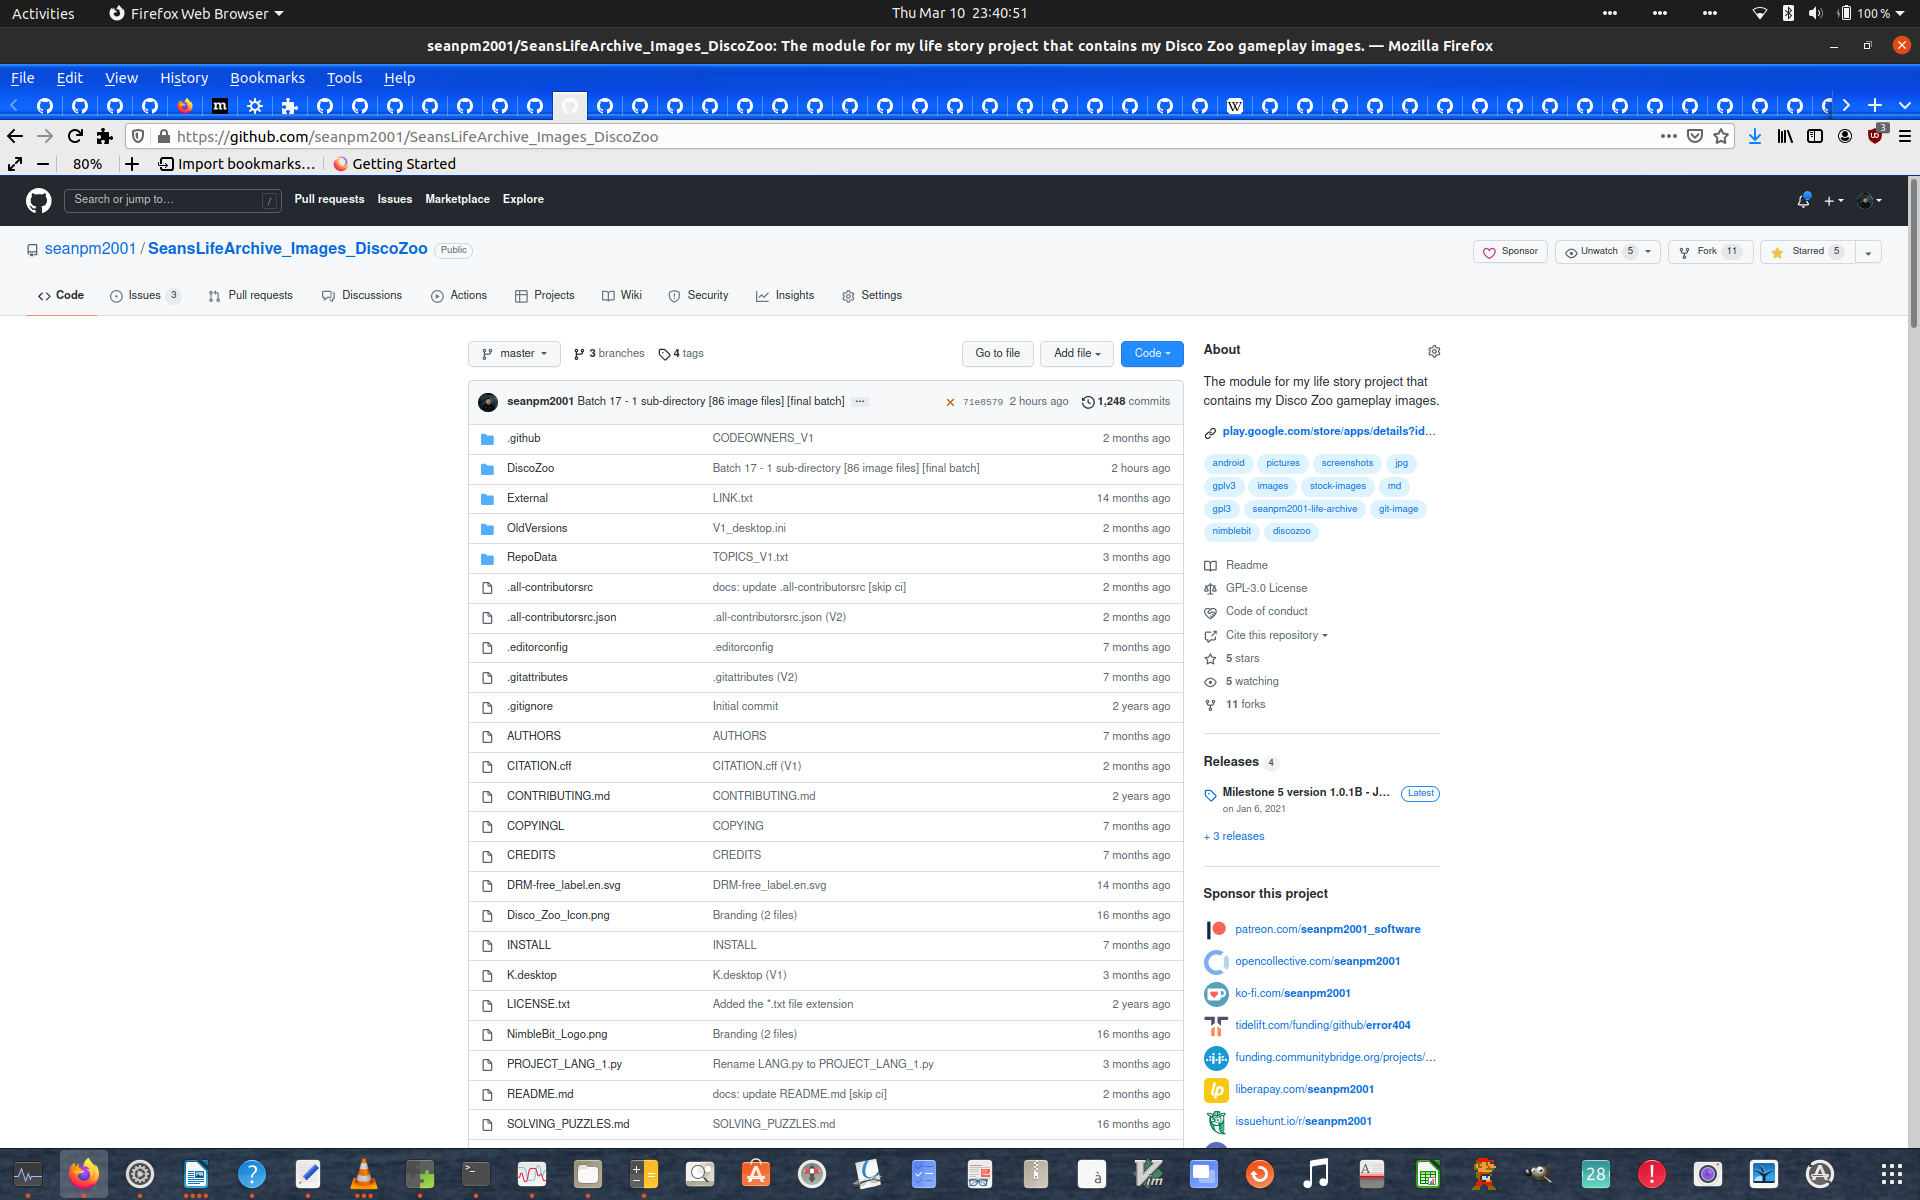 Activities Firefox Web Browser Thu Mar 10 23:40:51 100 %
seanpm2001/SeansLifeArchive_Images_DiscoZoo: The module for my life story project that contains my Disco Zoo gameplay images. — Mozilla Firefox
File Edit View History Bookmarks Tools Help
https://github.com/seanpm2001/SeansLifeArchive_Images_DiscoZoo 3
80% Import bookmarks… Getting Started
Search or jump to… / Pull requests Issues Marketplace Explore
seanpm2001 / SeansLifeArchive_Images_DiscoZoo Public Sponsor Unwatch 5 Fork 11 Starred 5
Code Issues 3 Pull requests Discussions Actions Projects Wiki Security Insights Settings
master 3 branches 4 tags Go to file Add file Code
seanpm2001 Batch 17 - 1 sub-directory [86 image files] [final batch] ... 71e8579 2 hours ago 1,248 commits
.github CODEOWNERS_V1 2 months ago
DiscoZoo Batch 17 - 1 sub-directory [86 image files] [final batch] 2 hours ago
External LINK.txt 14 months ago
OldVersions V1_desktop.ini 2 months ago
RepoData TOPICS_V1.txt 3 months ago
.all-contributorsrc docs: update .all-contributorsrc [skip ci] 2 months ago
.all-contributorsrc.json .all-contributorsrc.json (V2) 2 months ago
.editorconfig .editorconfig 7 months ago
.gitattributes .gitattributes (V2) 7 months ago
.gitignore Initial commit 2 years ago
AUTHORS AUTHORS 7 months ago
CITATION.cff CITATION.cff (V1) 2 months ago
CONTRIBUTING.md CONTRIBUTING.md 2 years ago
COPYINGL COPYING 7 months ago
CREDITS CREDITS 7 months ago
DRM-free_label.en.svg DRM-free_label.en.svg 14 months ago
Disco_Zoo_Icon.png Branding (2 files) 16 months ago
INSTALL INSTALL 7 months ago
K.desktop K.desktop (V1) 3 months ago
LICENSE.txt Added the *.txt file extension 2 years ago
NimbleBit_Logo.png Branding (2 files) 16 months ago
PROJECT_LANG_1.py Rename LANG.py to PROJECT_LANG_1.py 3 months ago
README.md docs: update README.md [skip ci] 2 months ago
SOLVING_PUZZLES.md SOLVING_PUZZLES.md 16 months ago
About
The module for my life story project that
contains my Disco Zoo gameplay images.
play.google.com/store/apps/details?id…
android pictures screenshots jpg
gplv3 images stock-images md
gpl3 seanpm2001-life-archive git-image
nimblebit discozoo
Readme
GPL-3.0 License
Code of conduct
Cite this repository
5 stars
5 watching
11 forks
Releases 4
Milestone 5 version 1.0.1B - J… Latest
on Jan 6, 2021
+ 3 releases
Sponsor this project
patreon.com/seanpm2001_software
opencollective.com/seanpm2001
ko-fi.com/seanpm2001
tidelift.com/funding/github/error404
funding.communitybridge.org/projects/…
liberapay.com/seanpm2001
issuehunt.io/r/seanpm2001
28